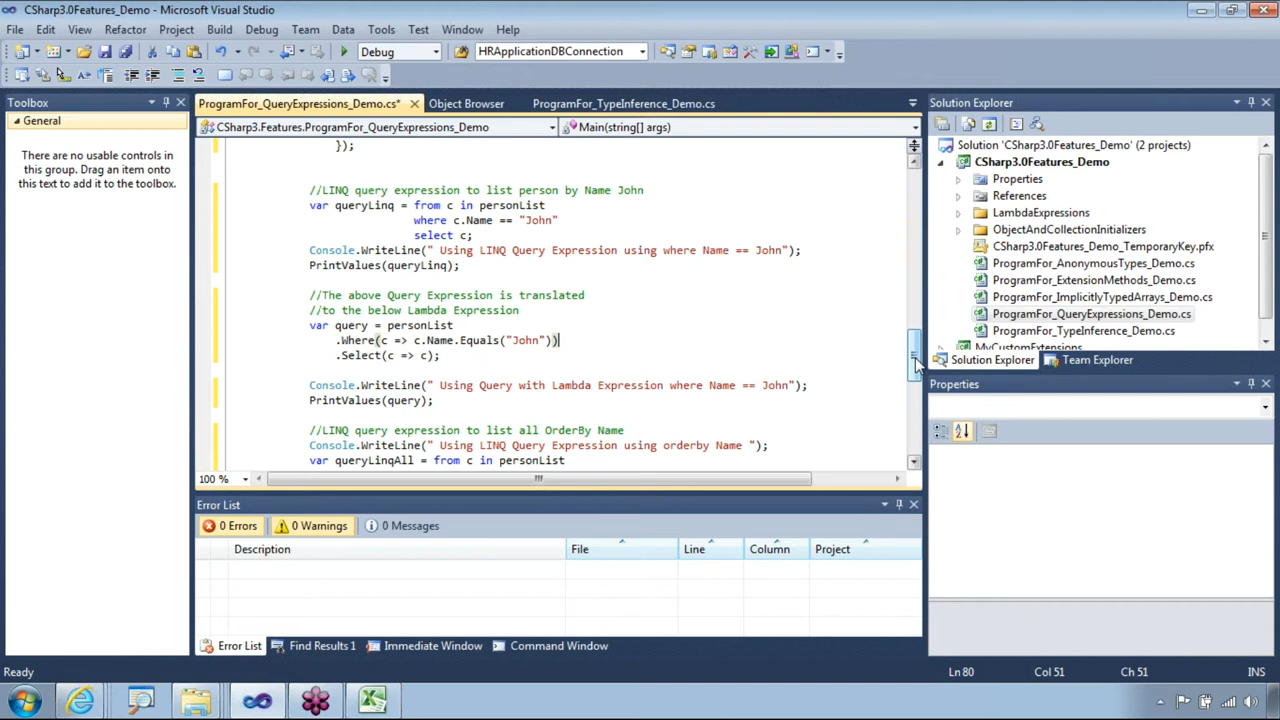 CSharp3.0Features_Demo - Microsoft Visual Studio
File Edit View Refactor Project Build Debug Team Data Tools Test Window Help
Debug HRApplicationDBConnection
Toolbox
General
There are no usable controls in
this group. Drag an item onto
this text to add it to the toolbox.
ProgramFor_QueryExpressions_Demo.cs* Object Browser ProgramFor_TypeInference_Demo.cs
CSharp3.Features.ProgramFor_QueryExpressions_Demo Main(string[] args)
});
//LINQ query expression to list person by Name John
var queryLinq = from c in personList
where c.Name == "John"
select c;
Console.WriteLine(" Using LINQ Query Expression using where Name == John");
PrintValues(queryLinq);
//The above Query Expression is translated
//to the below Lambda Expression
var query = personList
.Where(c => c.Name.Equals("John"))
.Select(c => c);
Console.WriteLine(" Using Query with Lambda Expression where Name == John");
PrintValues(query);
//LINQ query expression to list all OrderBy Name
Console.WriteLine(" Using LINQ Query Expression using orderby Name ");
var queryLinqAll = from c in personList
100 %
Solution Explorer
Solution 'CSharp3.0Features_Demo' (2 projects)
CSharp3.0Features_Demo
Properties
References
LambdaExpressions
ObjectAndCollectionInitializers
CSharp3.0Features_Demo_TemporaryKey.pfx
ProgramFor_AnonymousTypes_Demo.cs
ProgramFor_ExtensionMethods_Demo.cs
ProgramFor_ImplicitlyTypedArrays_Demo.cs
ProgramFor_QueryExpressions_Demo.cs
ProgramFor_TypeInference_Demo.cs
MyCustomExtensions
Solution Explorer Team Explorer
Properties
Error List
0 Errors 0 Warnings 0 Messages
Description File Line Column Project
Error List Find Results 1 Immediate Window Command Window
Ready Ln 80 Col 51 Ch 51 INS